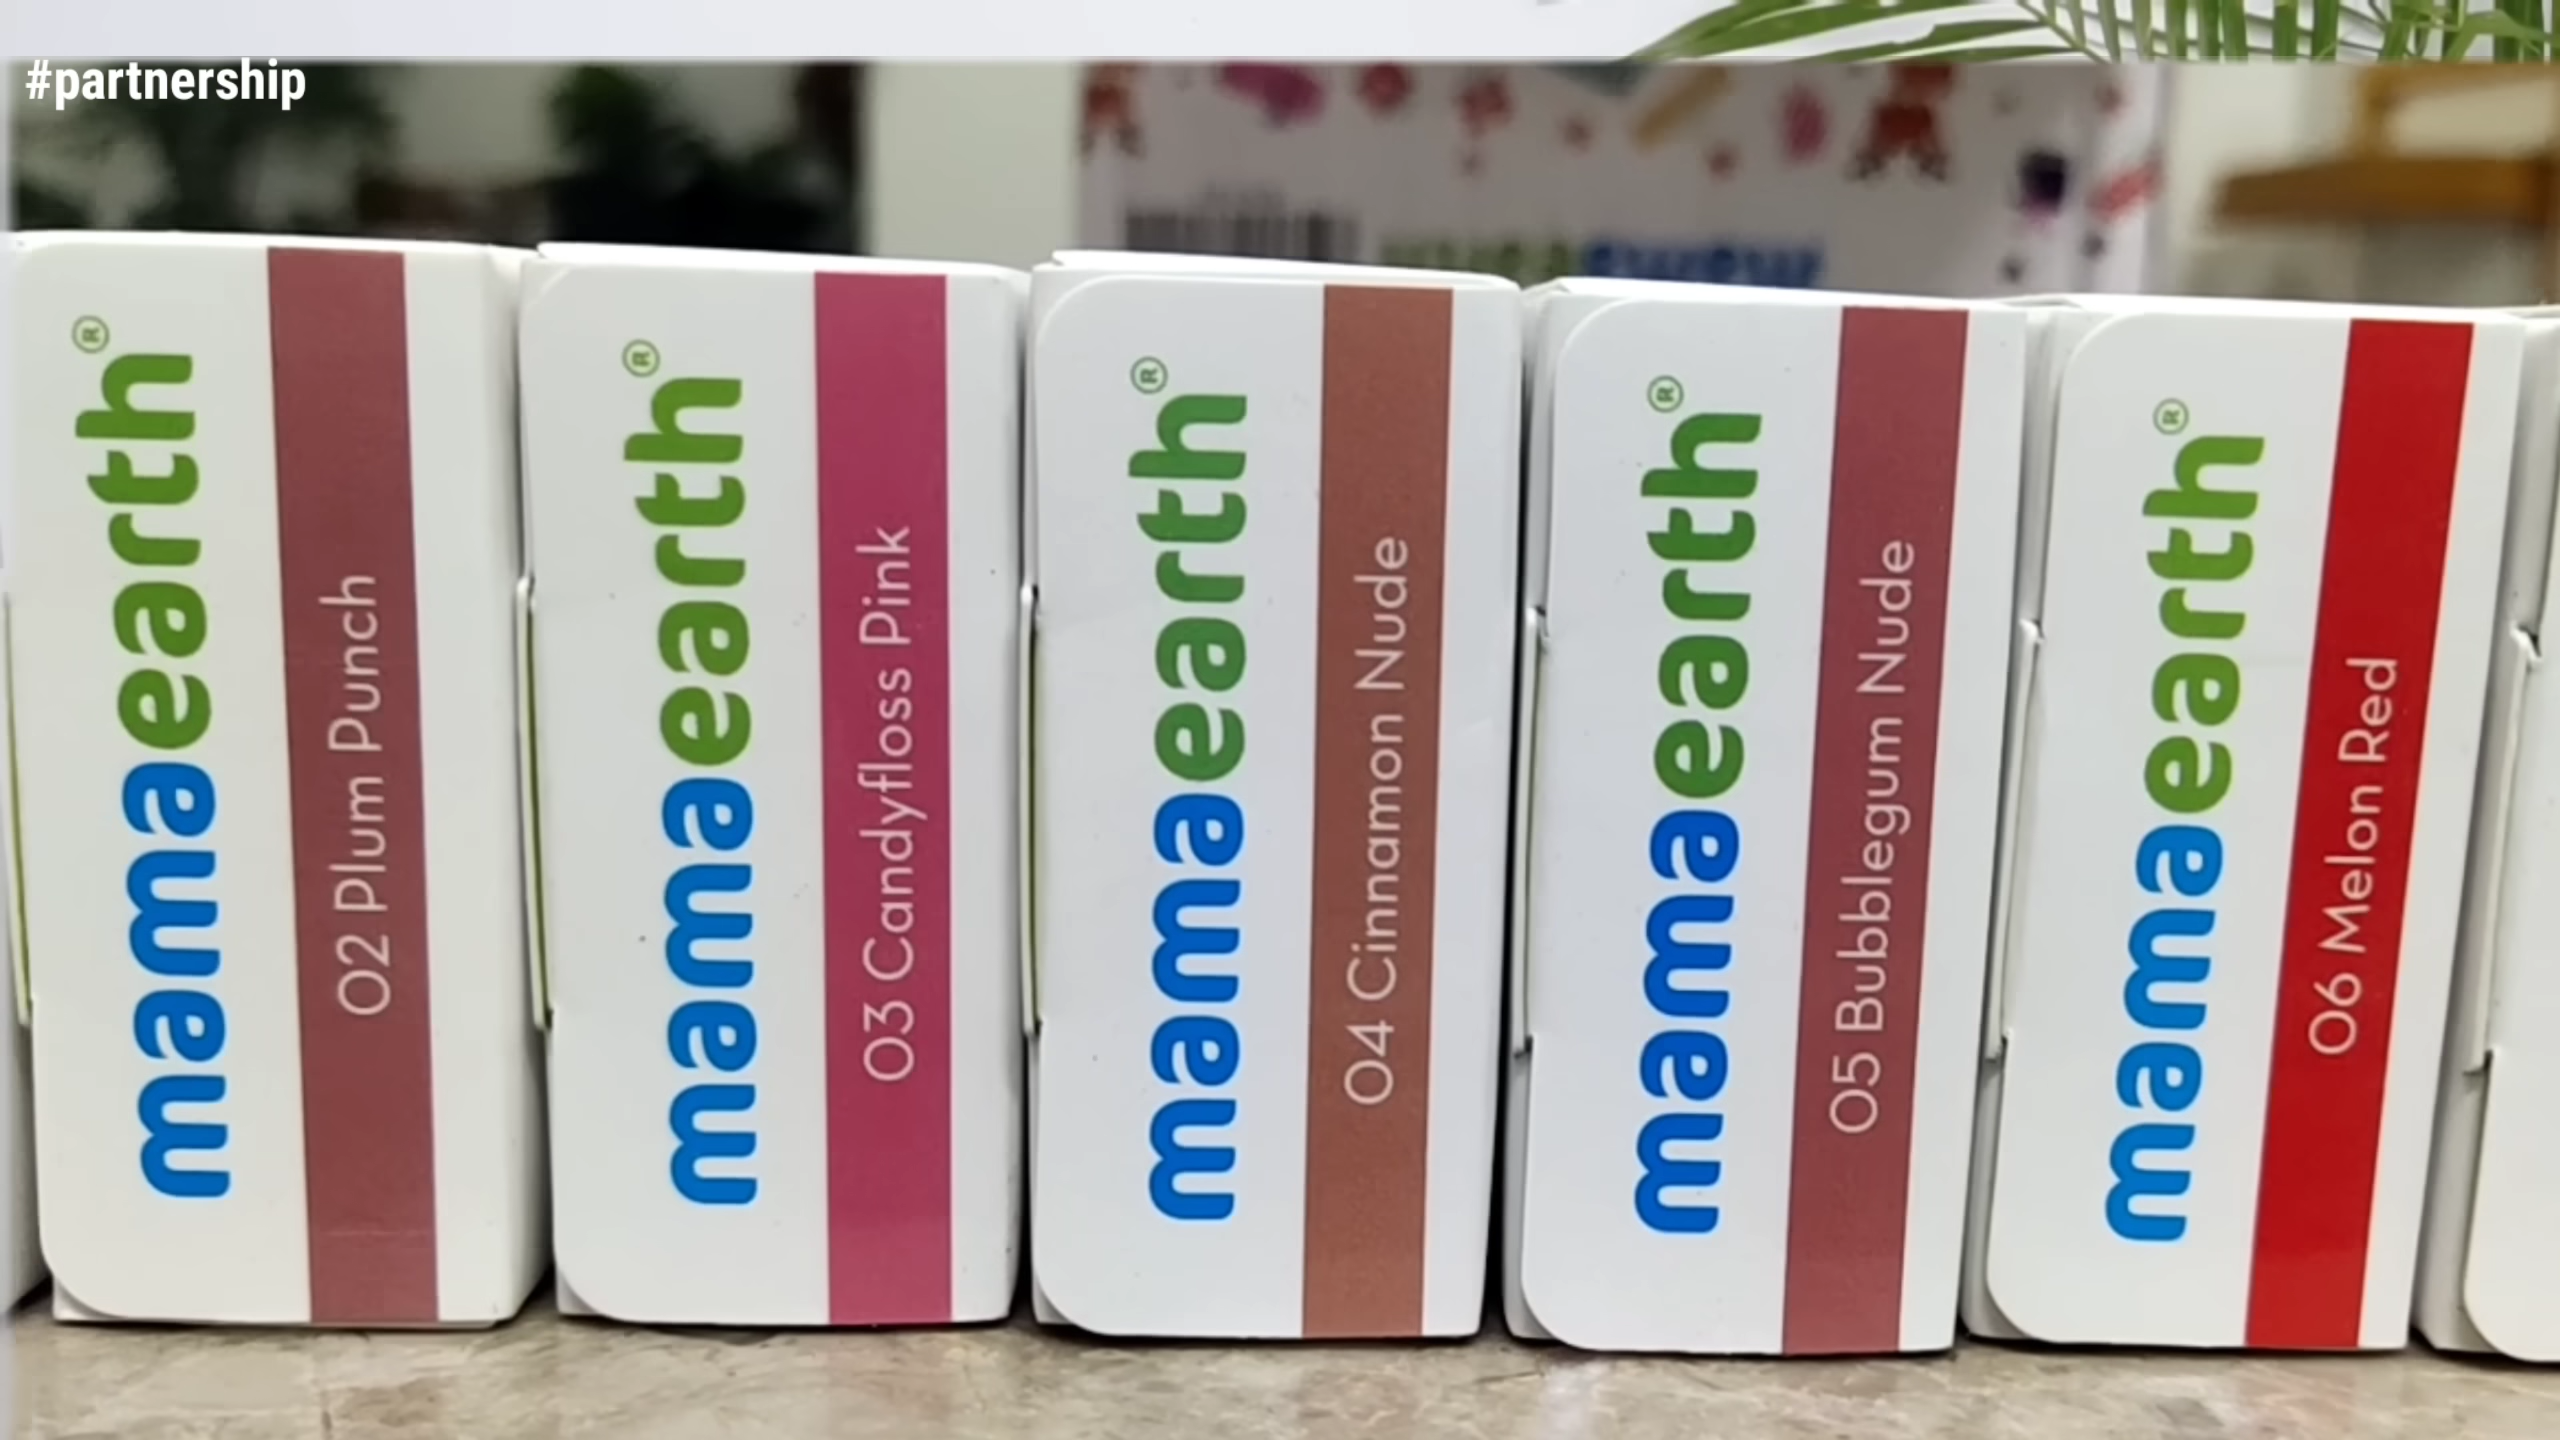 #partnership
mamaearth®
02 Plum Punch
mamaearth®
03 Candyfloss Pink
mamaearth®
04 Cinnamon Nude
mamaearth®
05 Bubblegum Nude
mamaearth®
06 Melon Red